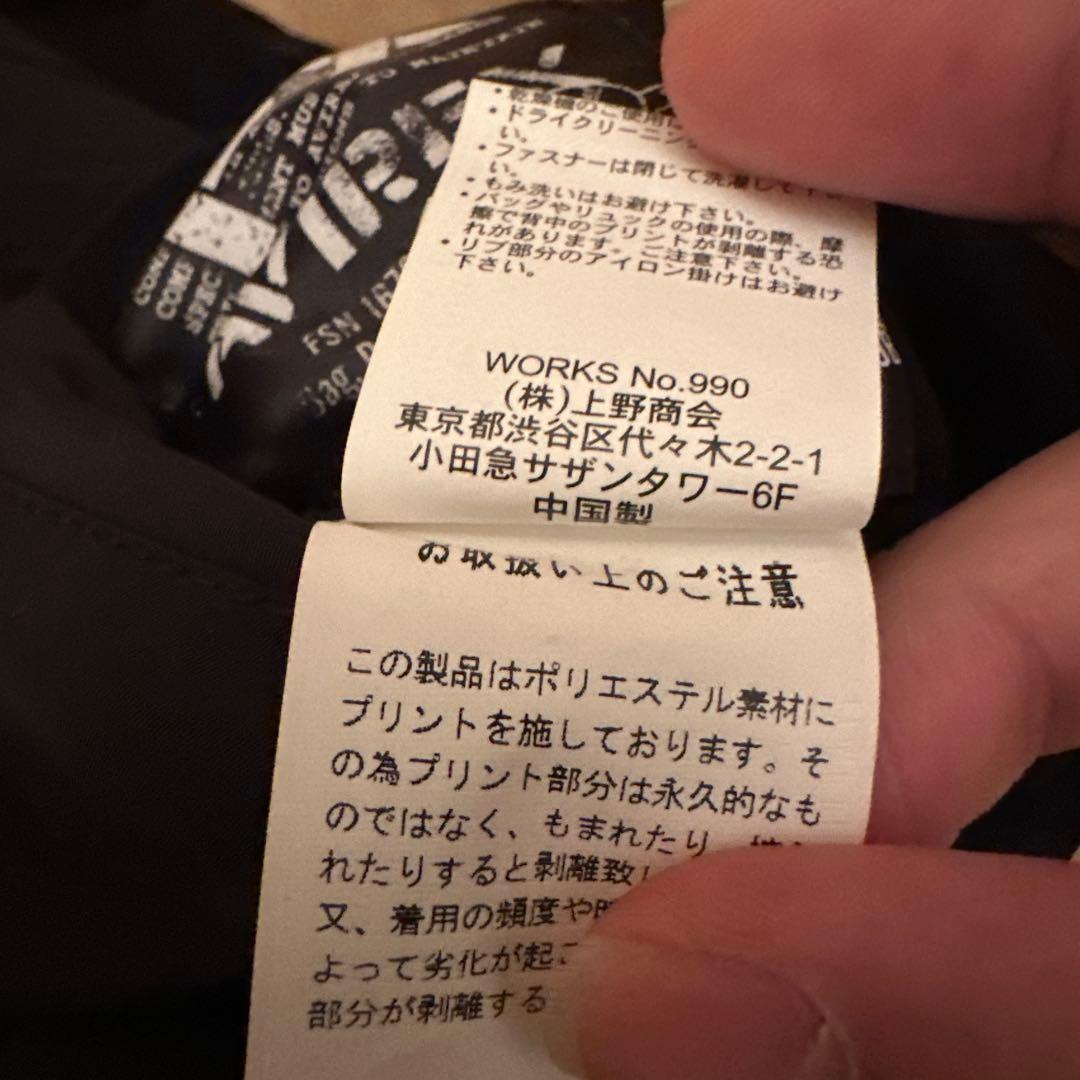 TO MAINTAIN
FSN 167
・乾燥機のご使用は
・ドライクリーニング
い。
・ファスナーは閉じて洗濯して下さ
い。
・もみ洗いはお避け下さい。
・バッグやリュックの使用の際、摩
擦で背中のプリントが剥離する恐
れがあります。ご注意下さい。
・リブ部分のアイロン掛けはお避け
下さい。
WORKS No.990
(株)上野商会
東京都渋谷区代々木2-2-1
小田急サザンタワー6F
中国製
お取扱い上のご注意
この製品はポリエステル素材に
プリントを施しております。そ
の為プリント部分は永久的なも
のではなく、もまれたり
れたりすると剥離致し
又、着用の頻度や
よって劣化が起こ
部分が剥離する